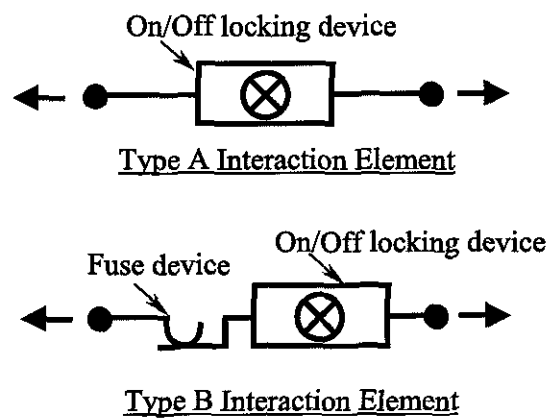 On/Off locking device
Type A Interaction Element
On/Off locking device
Fuse device
Type B Interaction Element